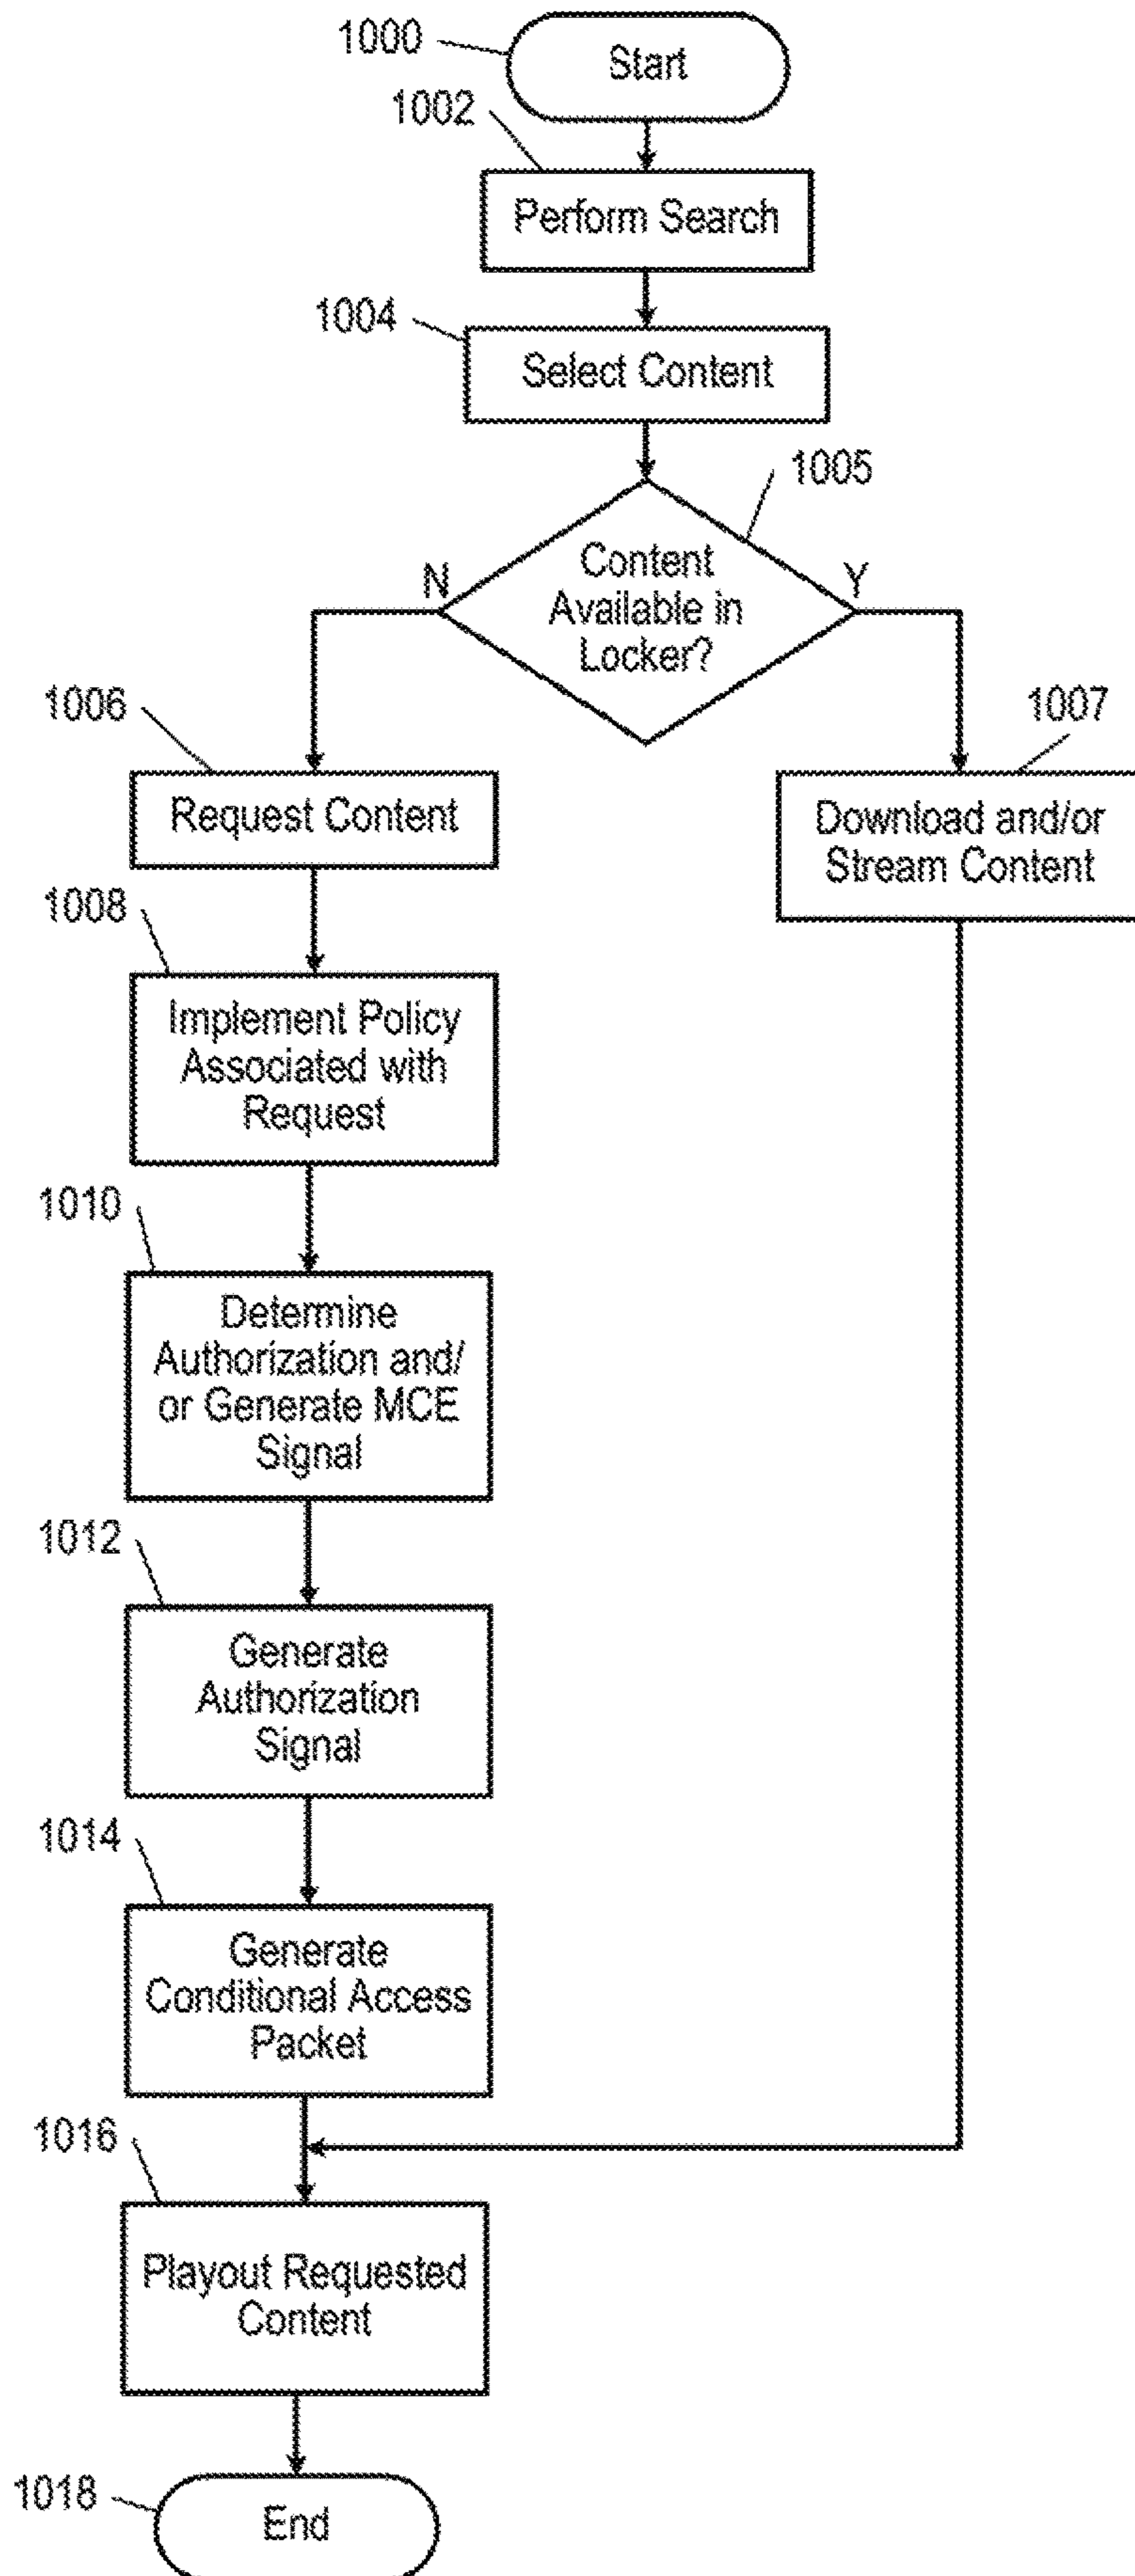 1000
Start
1002
Perform Search
1004
Select Content
1005
Content
Available in
Locker?
N
Y
1006
Request Content
1007
Download and/or
Stream Content
1008
Implement Policy
Associated with
Request
1010
Determine
Authorization and/
or Generate MCE
Signal
1012
Generate
Authorization
Signal
1014
Generate
Conditional Access
Packet
1016
Playout Requested
Content
1018
End